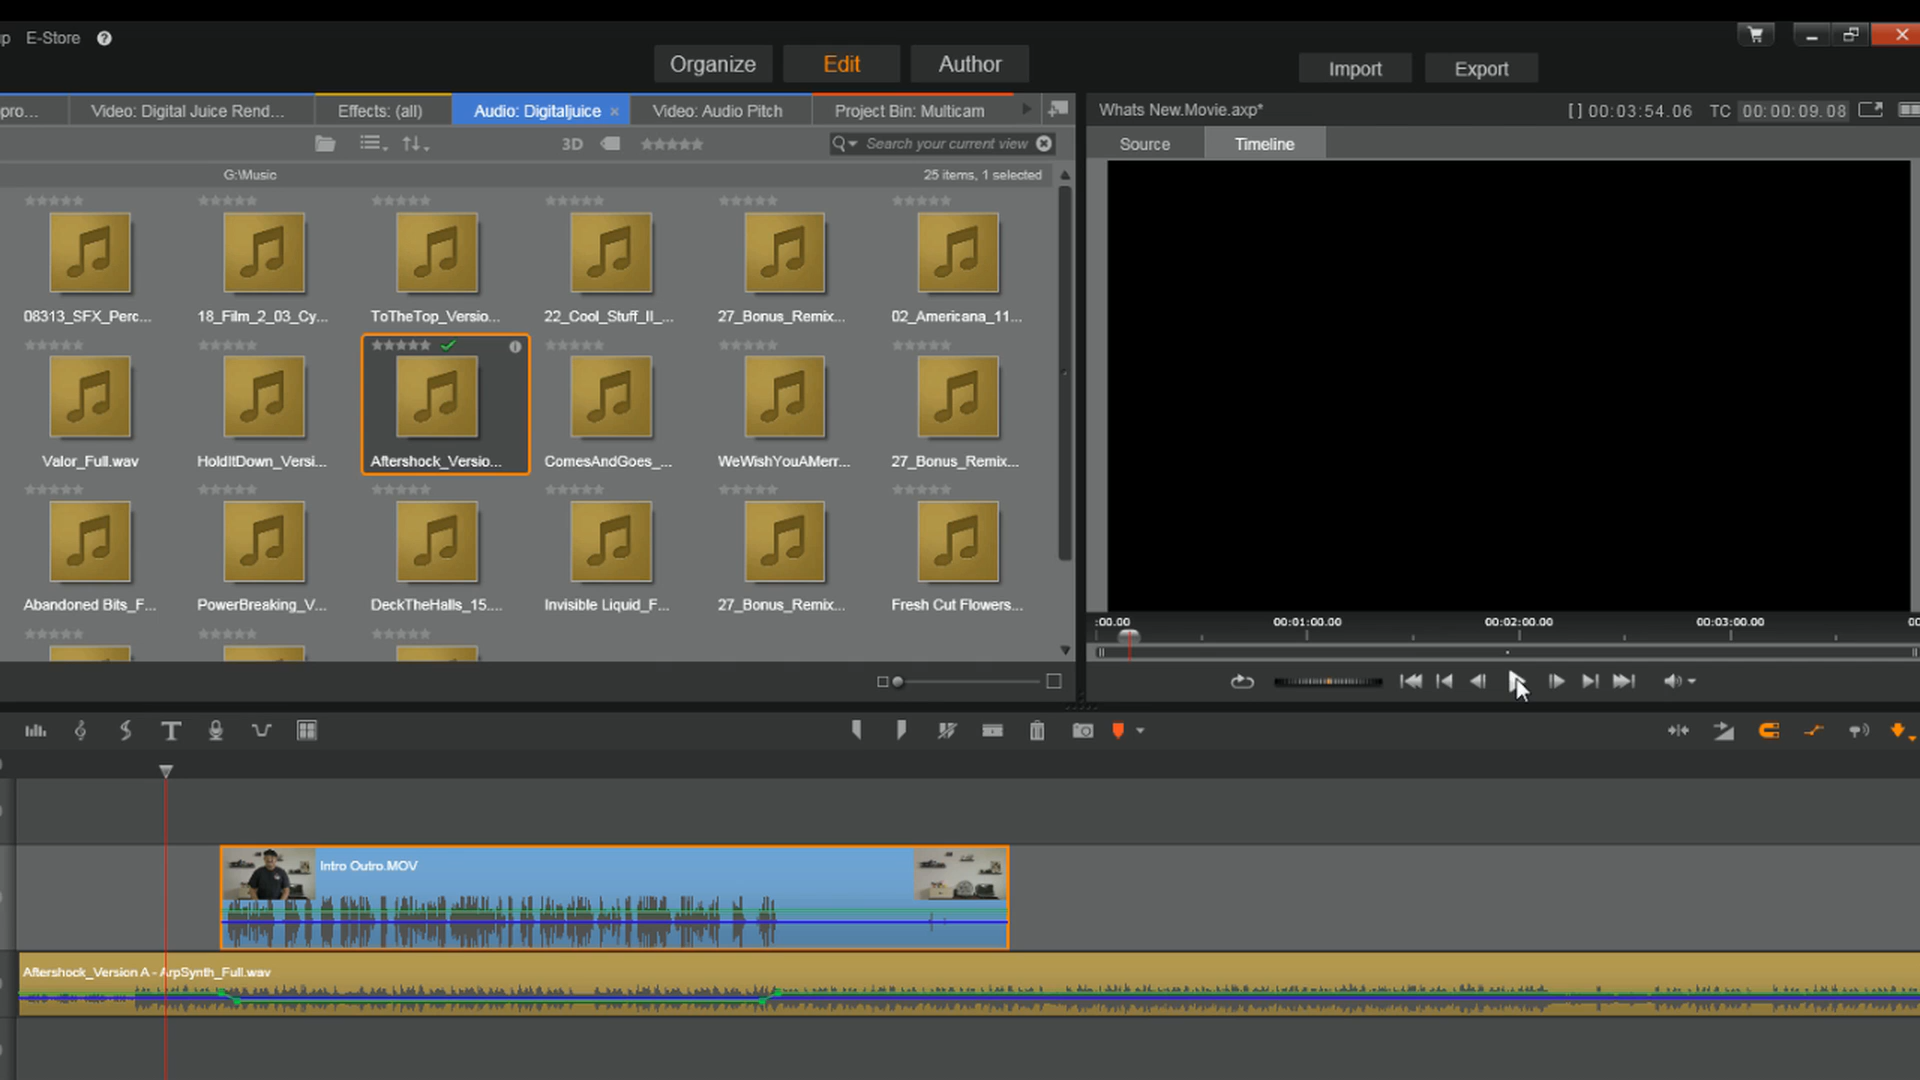 p E-Store ?
Organize Edit Author
Import Export
pro... Video: Digital Juice Rend... Effects: (all) Audio: Digitaljuice × Video: Audio Pitch Project Bin: Multicam
Whats New.Movie.axp* [ ] 00:03:54.06 TC 00:00:09.08
3D Search your current view
Source Timeline
G:\Music 25 items, 1 selected
08313_SFX_Perc... 18_Film_2_03_Cy... ToTheTop_Versio... 22_Cool_Stuff_II_... 27_Bonus_Remix... 02_Americana_11...
Valor_Full.wav HoldItDown_Versi... Aftershock_Versio... ComesAndGoes_... WeWishYouAMerr... 27_Bonus_Remix...
Abandoned Bits_F... PowerBreaking_V... DeckTheHalls_15.... Invisible Liquid_F... 27_Bonus_Remix... Fresh Cut Flowers...
:00.00 00:01:00.00 00:02:00.00 00:03:00.00 00
Intro Outro.MOV
Aftershock_Version A - ArpSynth_Full.wav